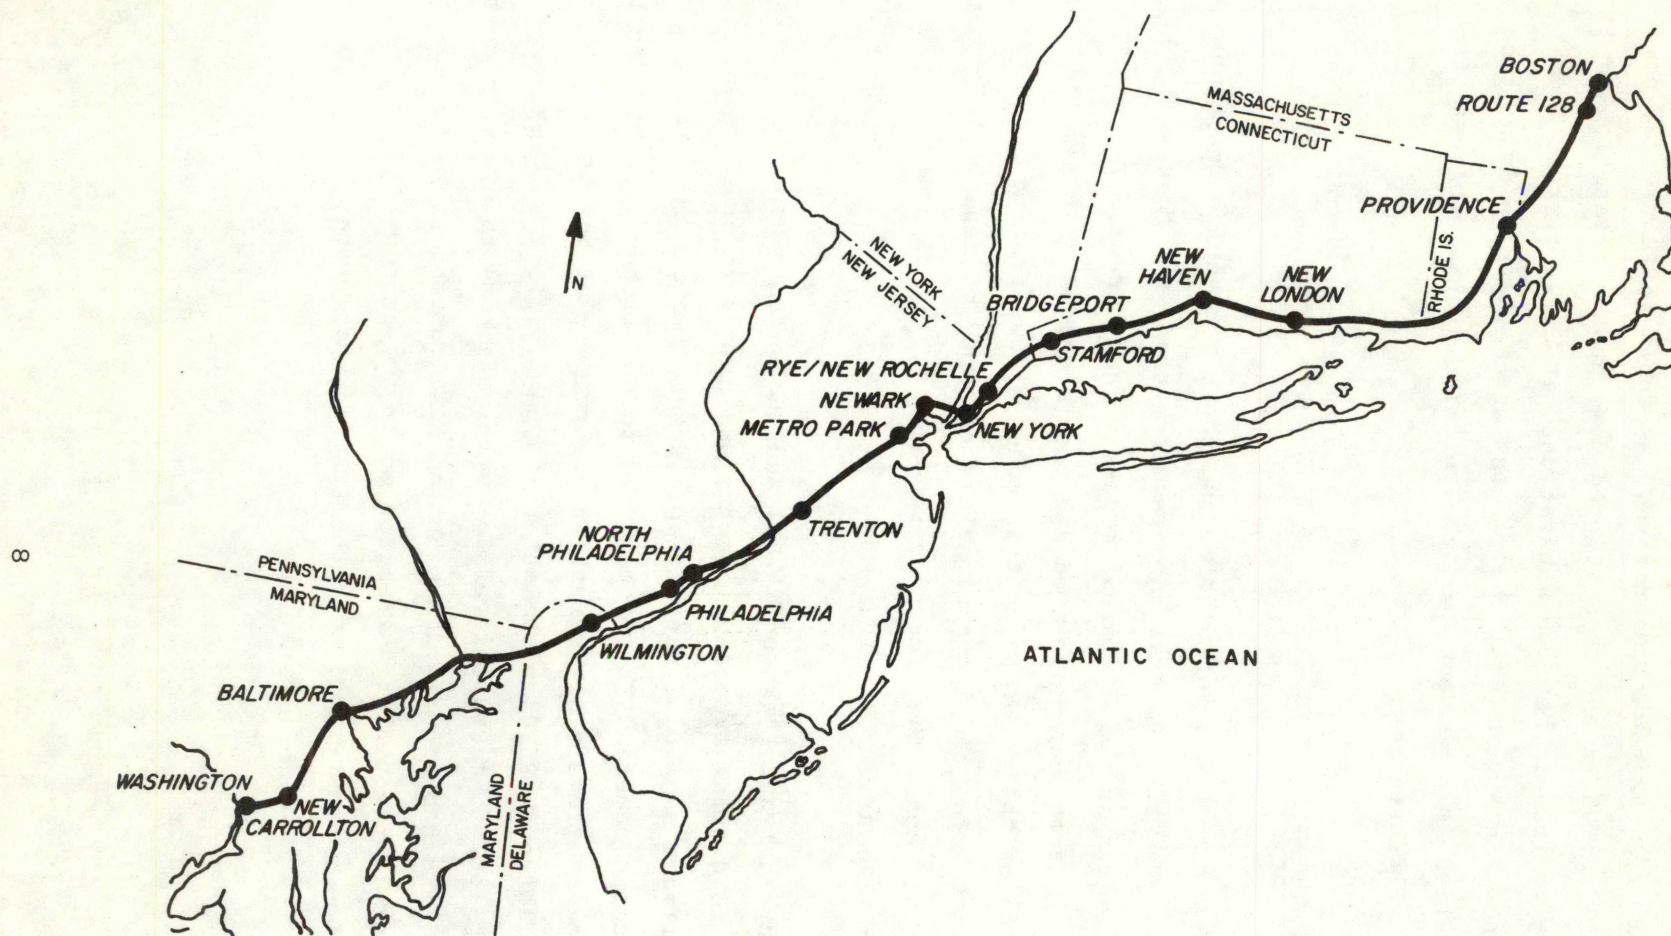 BOSTON
ROUTE 128
MASSACHUSETTS
CONNECTICUT
PROVIDENCE
RHODE IS.
NEW YORK
NEW JERSEY
N
NEW
HAVEN
NEW
LONDON
BRIDGEPORT
STAMFORD
RYE/NEW ROCHELLE
NEWARK
METRO PARK
NEW YORK
TRENTON
NORTH
PHILADELPHIA
8
PENNSYLVANIA
MARYLAND
PHILADELPHIA
WILMINGTON
ATLANTIC OCEAN
BALTIMORE
WASHINGTON
NEW
CARROLLTON
MARYLAND
DELAWARE